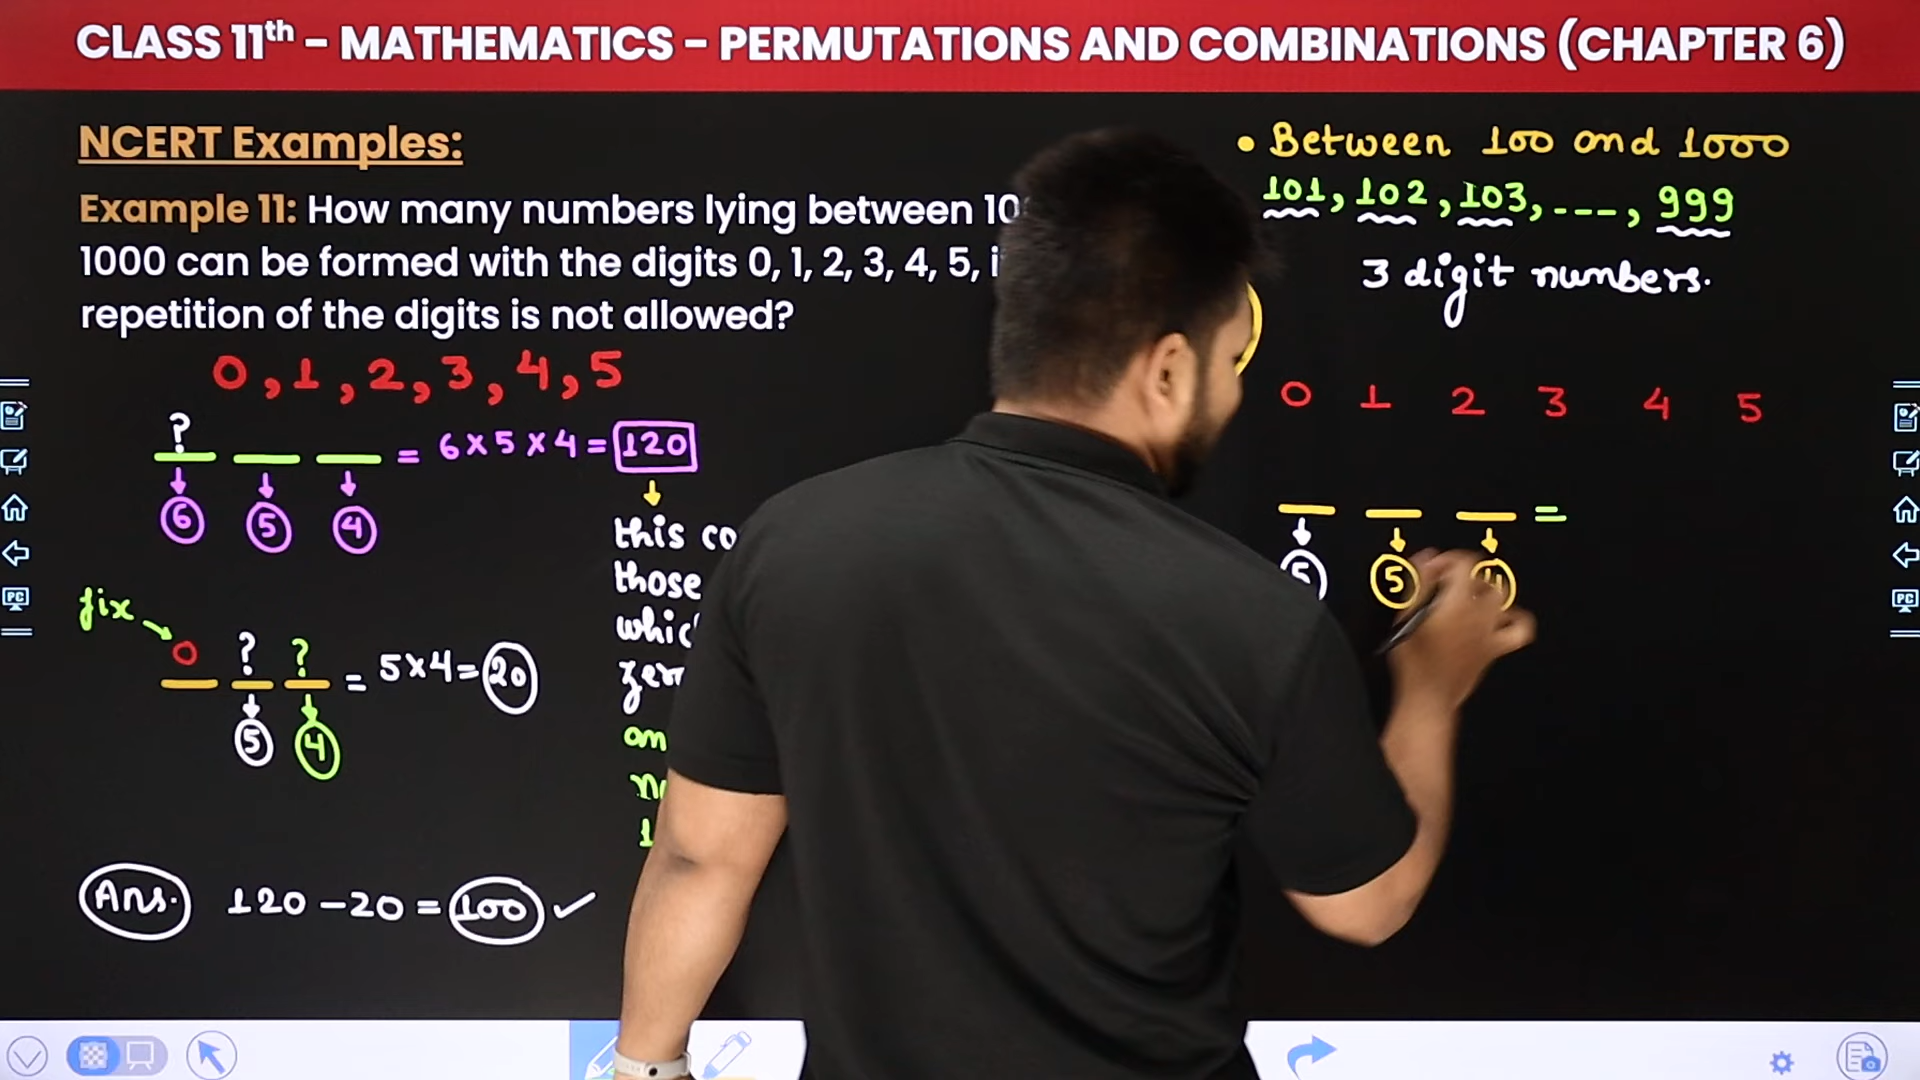 CLASS 11th - MATHEMATICS - PERMUTATIONS AND COMBINATIONS (CHAPTER 6)
NCERT Examples:
Example 11: How many numbers lying between
1000 can be formed with the digits 0, 1, 2, 3, 4, 5,
repetition of the digits is not allowed?
0, 1, 2, 3, 4, 5
?
= 6 x 5 x 4 = 120
6 5 4
this
those
fix
0 ? ? = 5x4 = 20
5 4
Ans. 120 - 20 = 100 ✓
• Between 100 and 1000
101, 102, 103, ---, 999
3 digit numbers.
0 1 2 3 4 5
=
5 5 4
PC
PC